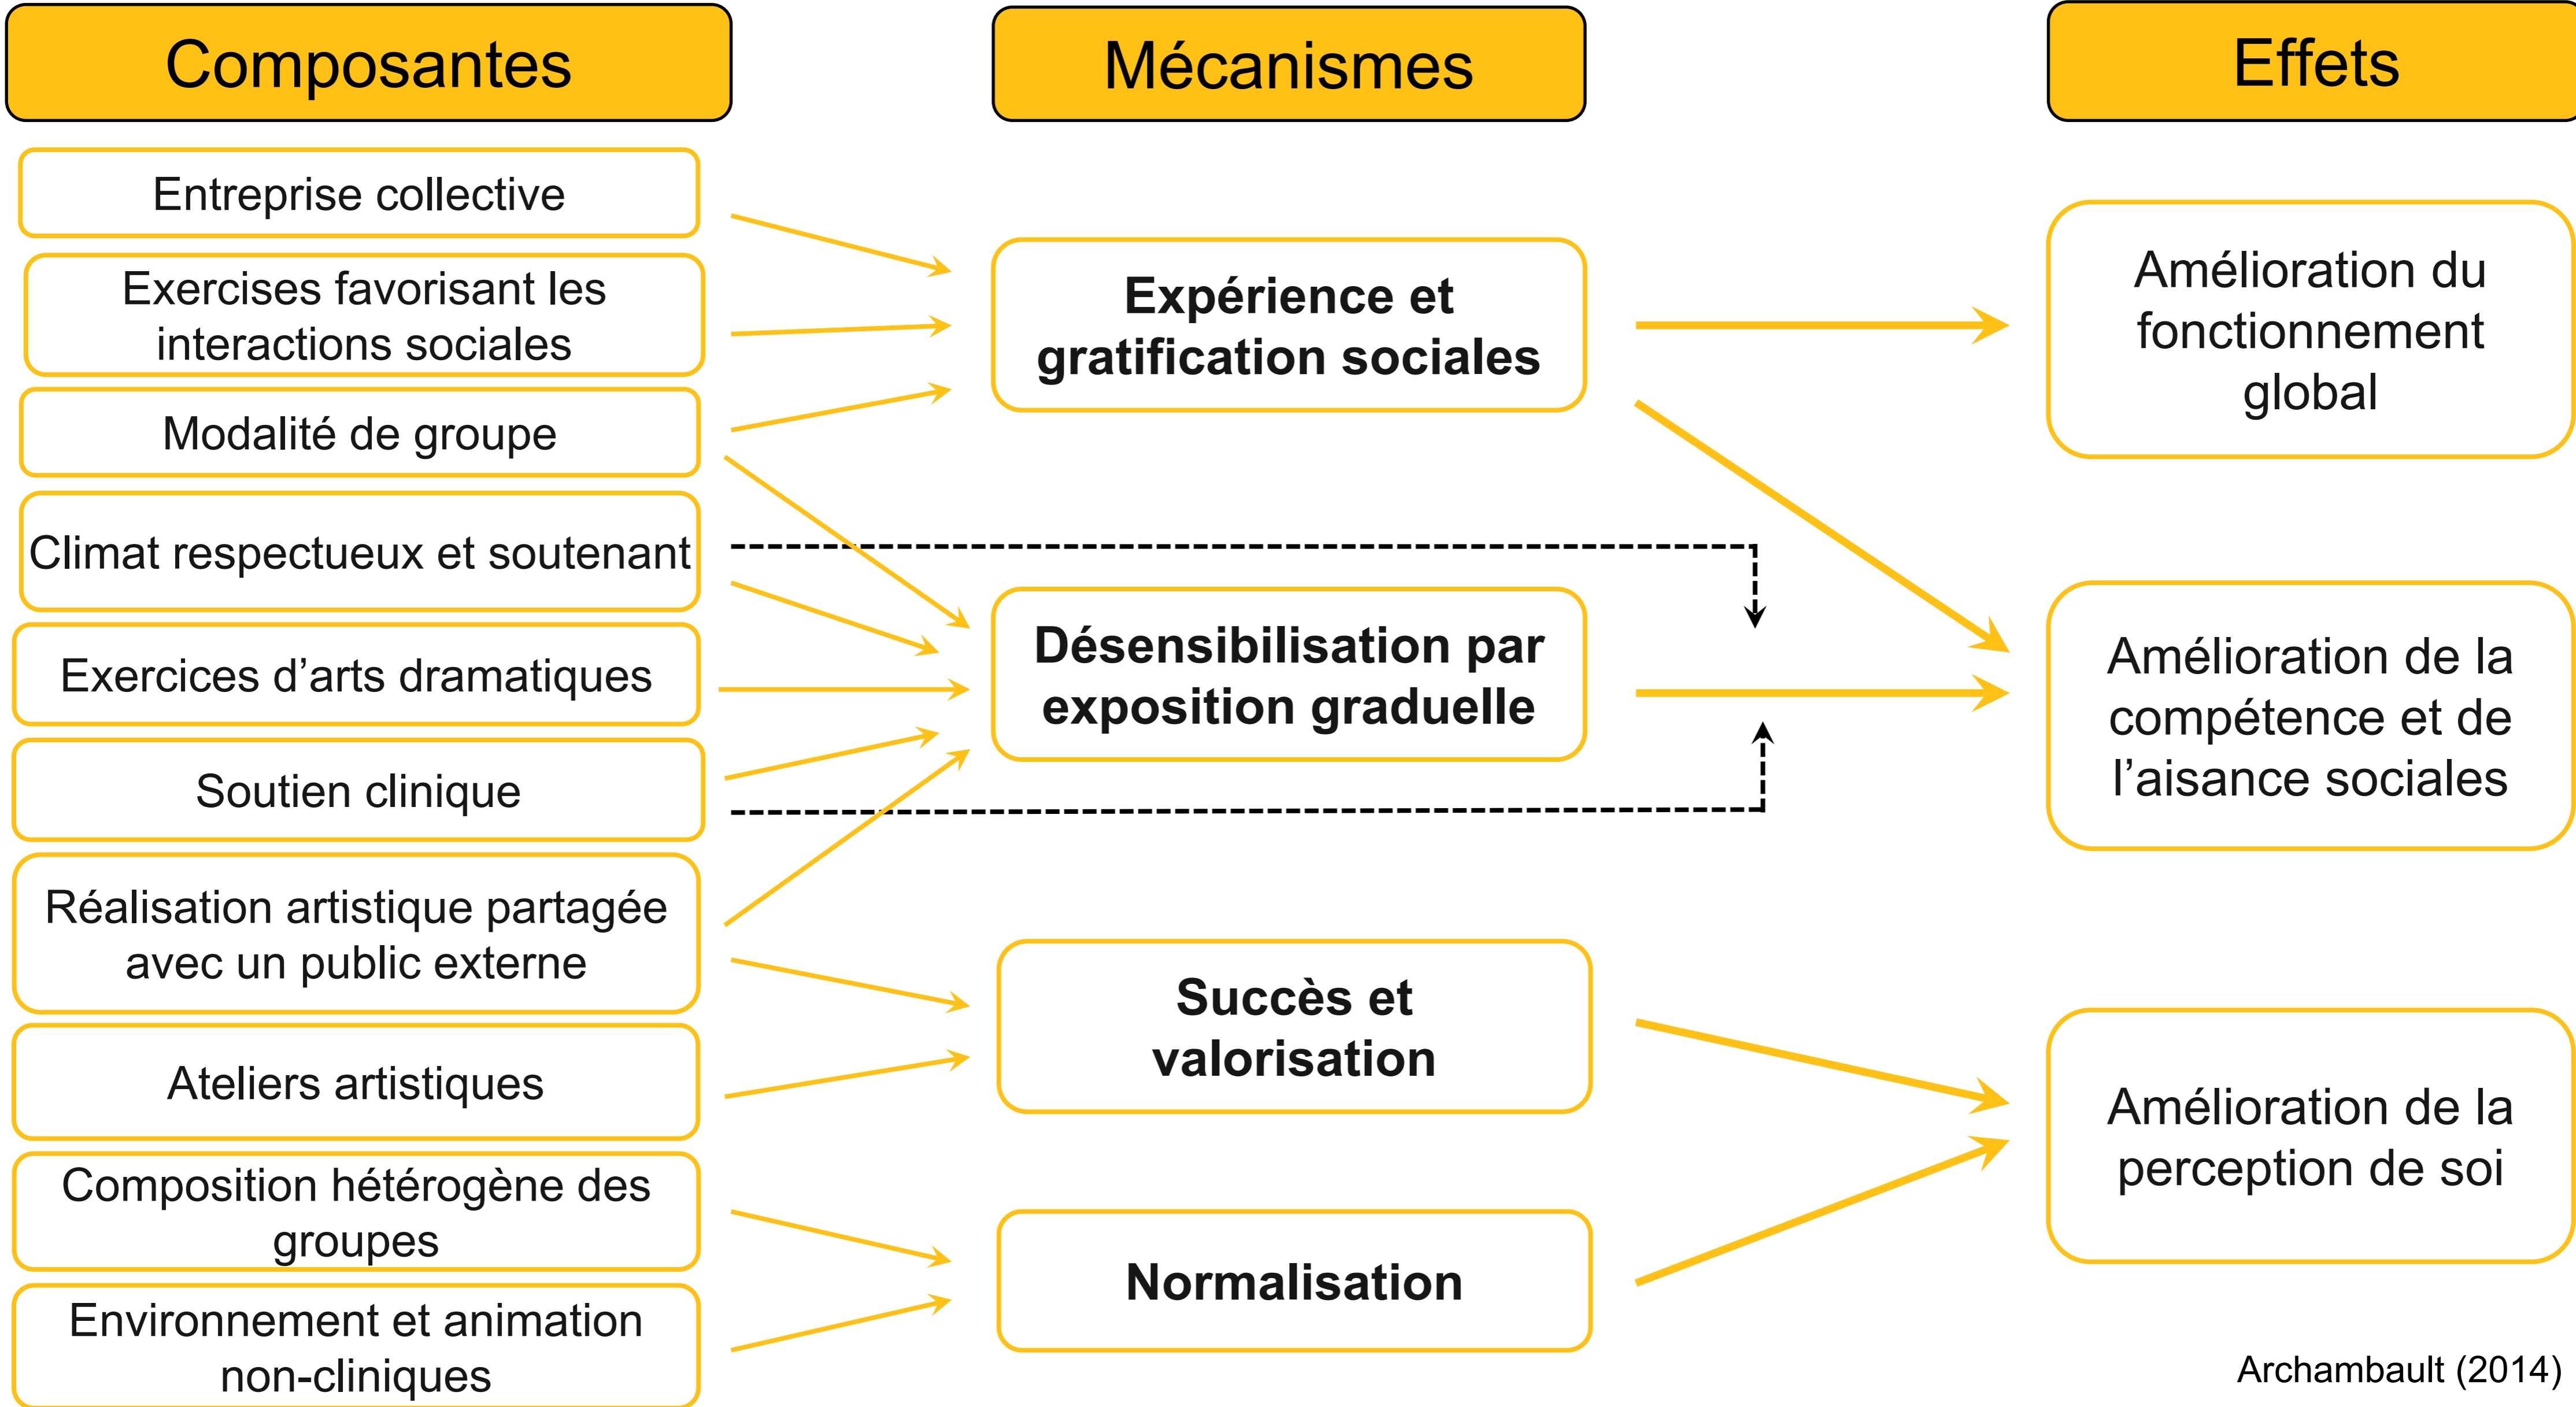 Composantes
Mécanismes
Effets
Entreprise collective
Exercises favorisant les
interactions sociales
Modalité de groupe
Climat respectueux et soutenant
Exercices d’arts dramatiques
Soutien clinique
Réalisation artistique partagée
avec un public externe
Ateliers artistiques
Composition hétérogène des
groupes
Environnement et animation
non-cliniques
Expérience et
gratification sociales
Désensibilisation par
exposition graduelle
Succès et
valorisation
Normalisation
Amélioration du
fonctionnement
global
Amélioration de la
compétence et de
l’aisance sociales
Amélioration de la
perception de soi
Archambault (2014)